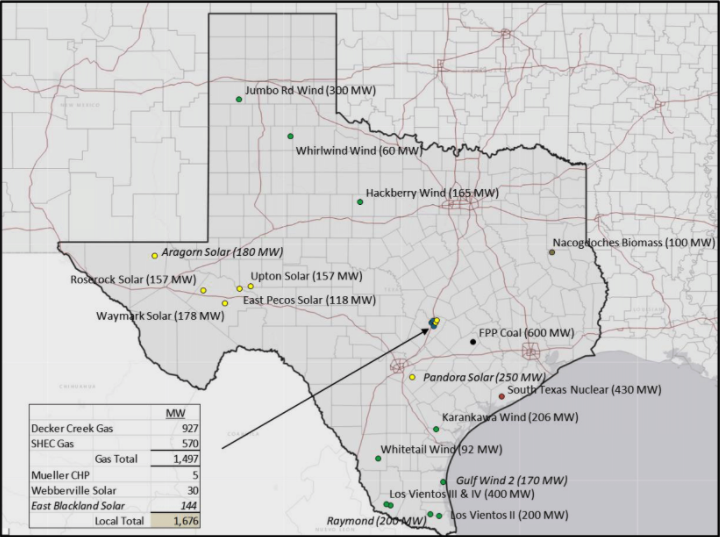 Jumbo Rd Wind (300 MW)
Whirlwind Wind (60 MW)
Hackberry Wind (165 MW)
Nacogdoches Biomass (100 MW)
Aragorn Solar (180 MW)
Roserock Solar (157 MW)
Upton Solar (157 MW)
East Pecos Solar (118 MW)
Waymark Solar (178 MW)
FPP Coal (600 MW)
Pandora Solar (250 MW)
South Texas Nuclear (430 MW)
Karankawa Wind (206 MW)
Whitetail Wind (92 MW)
Gulf Wind 2 (170 MW)
Los Vientos III & IV (400 MW)
Los Vientos II (200 MW)
Raymond (200 MW)
MW
Decker Creek Gas 927
SHEC Gas 570
Gas Total 1,497
Mueller CHP 5
Webberville Solar 30
East Blackland Solar 144
Local Total 1,676